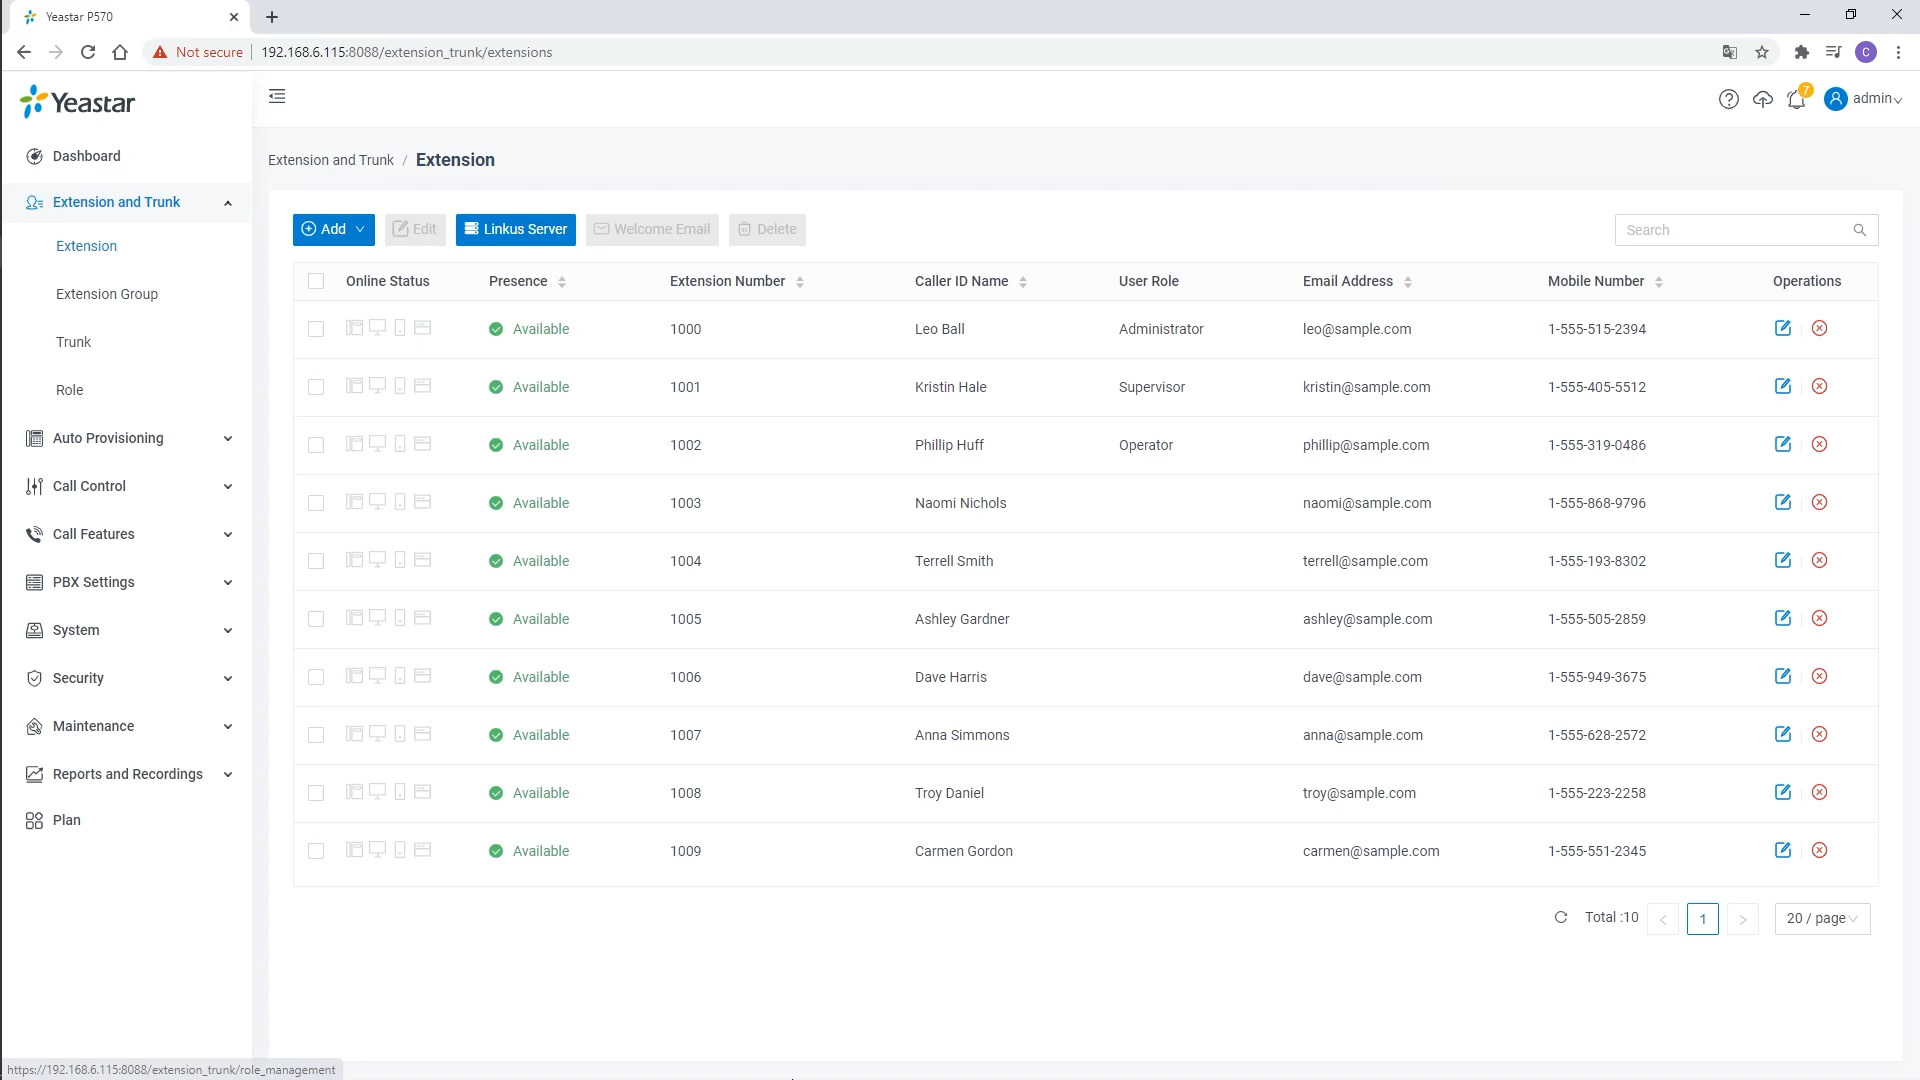 Yeastar P570
Not secure
192.168.6.115:8088/extension_trunk/extensions
C
Yeastar
7
admin
Dashboard
Extension and Trunk
Extension
Extension Group
Trunk
Role
Auto Provisioning
Call Control
Call Features
PBX Settings
System
Security
Maintenance
Reports and Recordings
Plan
Extension and Trunk / Extension
Add Edit Linkus Server Welcome Email Delete Search
Online Status Presence Extension Number Caller ID Name User Role Email Address Mobile Number Operations
Available 1000 Leo Ball Administrator leo@sample.com 1-555-515-2394
Available 1001 Kristin Hale Supervisor kristin@sample.com 1-555-405-5512
Available 1002 Phillip Huff Operator phillip@sample.com 1-555-319-0486
Available 1003 Naomi Nichols naomi@sample.com 1-555-868-9796
Available 1004 Terrell Smith terrell@sample.com 1-555-193-8302
Available 1005 Ashley Gardner ashley@sample.com 1-555-505-2859
Available 1006 Dave Harris dave@sample.com 1-555-949-3675
Available 1007 Anna Simmons anna@sample.com 1-555-628-2572
Available 1008 Troy Daniel troy@sample.com 1-555-223-2258
Available 1009 Carmen Gordon carmen@sample.com 1-555-551-2345
Total :10 < 1 > 20 / page
https://192.168.6.115:8088/extension_trunk/role_management